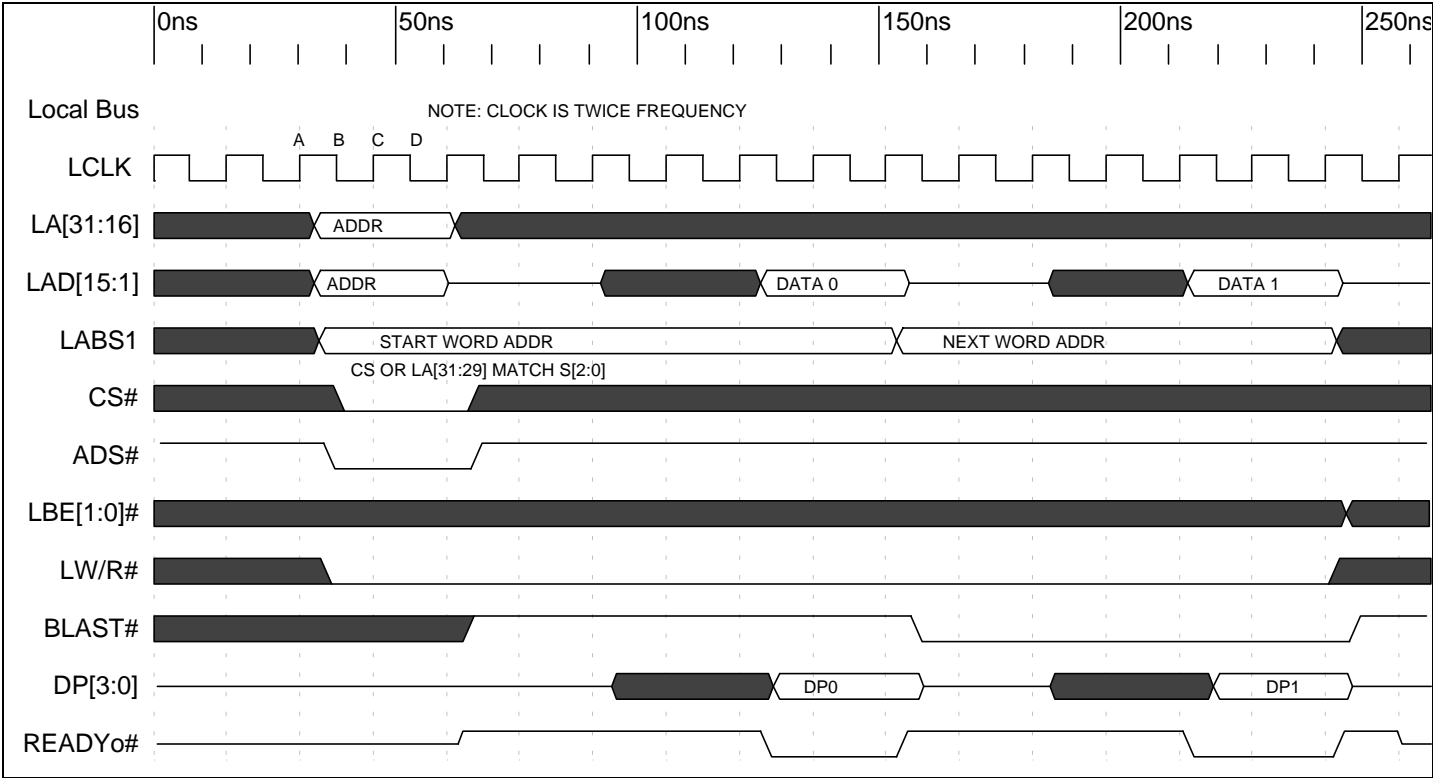 0ns 50ns 100ns 150ns 200ns 250ns
Local Bus NOTE: CLOCK IS TWICE FREQUENCY
A B C D
LCLK
LA[31:16] ADDR
LAD[15:1] ADDR DATA 0 DATA 1
LABS1 START WORD ADDR NEXT WORD ADDR
CS OR LA[31:29] MATCH S[2:0]
CS#
ADS#
LBE[1:0]#
LW/R#
BLAST#
DP[3:0] DP0 DP1
READYo#